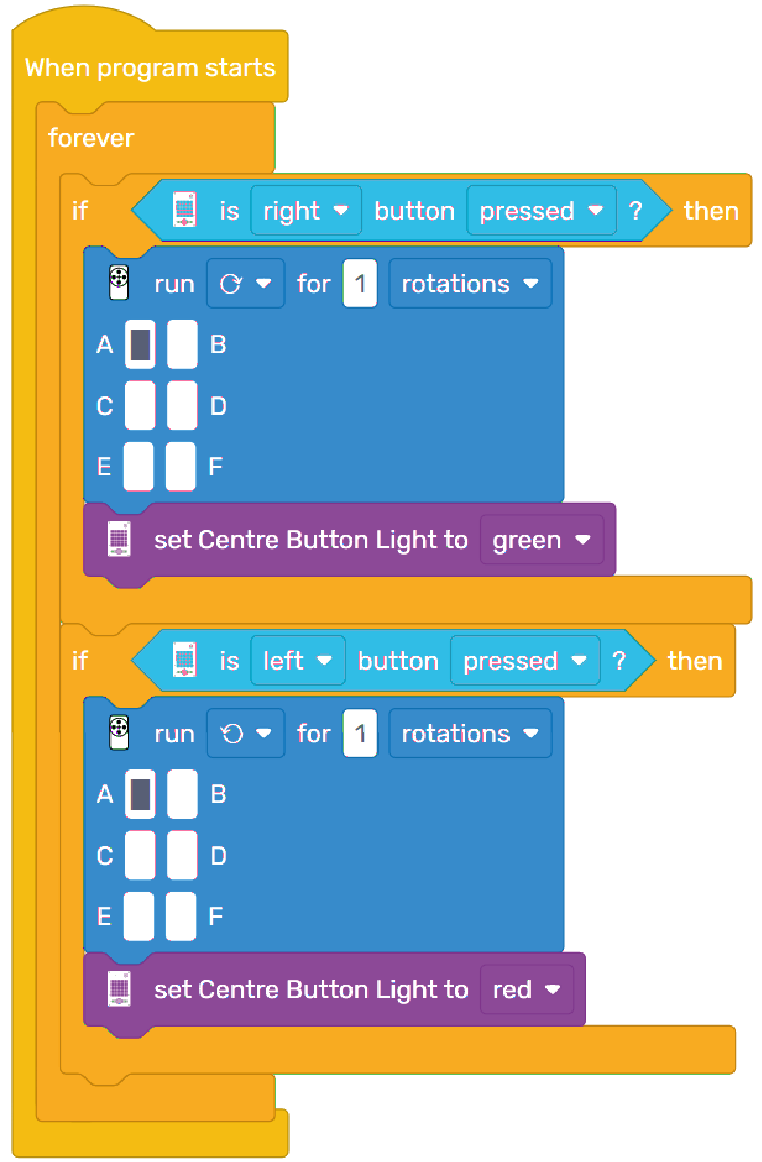 When program starts
forever
if is right button pressed ? then
run for 1 rotations
A B
C D
E F
set Centre Button Light to green
if is left button pressed ? then
run for 1 rotations
A B
C D
E F
set Centre Button Light to red